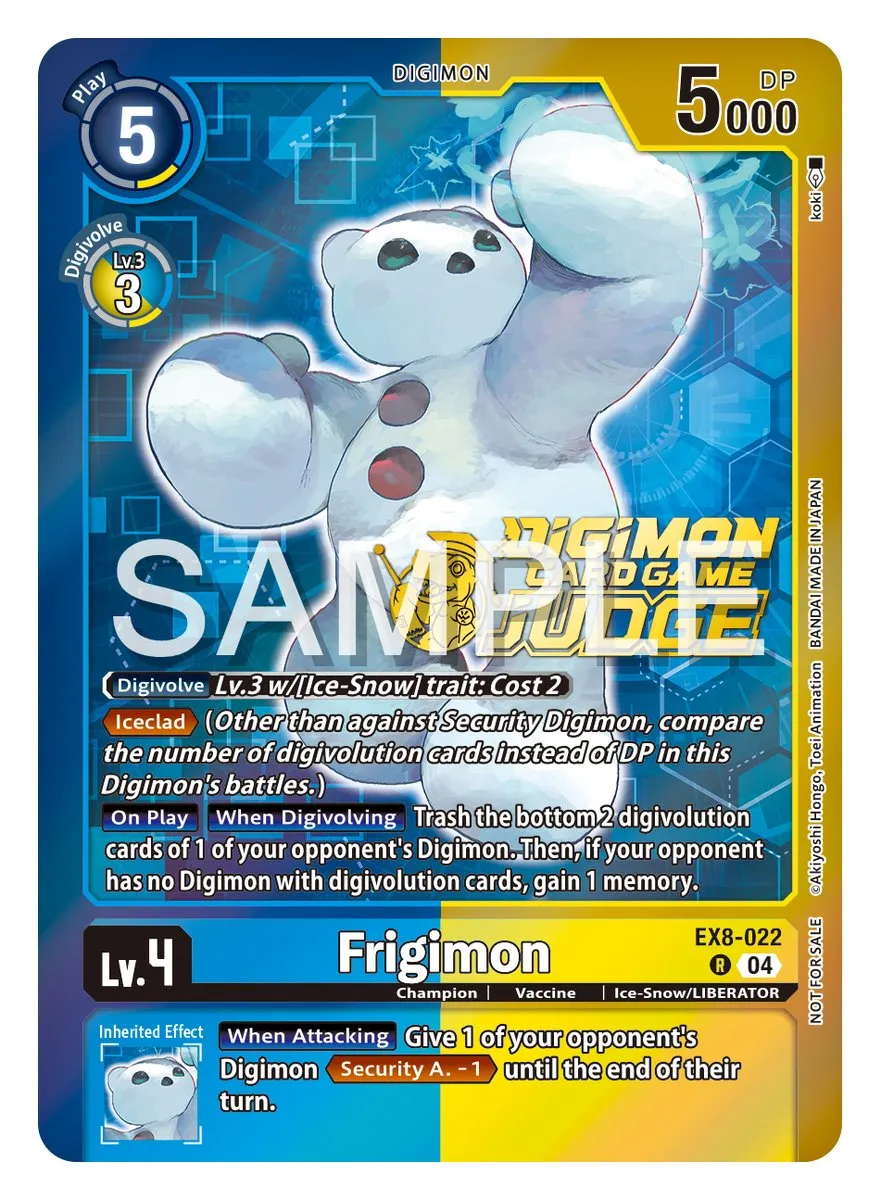 DIGIMON
Play
5
5000
DP
Digivolve
Lv.3
3
koki
DIGIMON
CARD GAME
JUDGE
SAMPLE
BANDAI MADE IN JAPAN
©Akiyoshi Hongo, Toei Animation
NOT FOR SALE
Digivolve Lv.3 w/[Ice-Snow] trait: Cost 2
Iceclad (Other than against Security Digimon, compare
the number of digivolution cards instead of DP in this
Digimon's battles.)
On Play When Digivolving Trash the bottom 2 digivolution
cards of 1 of your opponent's Digimon. Then, if your opponent
has no Digimon with digivolution cards, gain 1 memory.
Lv.4
Frigimon
EX8-022
R 04
Champion | Vaccine | Ice-Snow/LIBERATOR
Inherited Effect
When Attacking Give 1 of your opponent's
Digimon Security A. -1 until the end of their
turn.